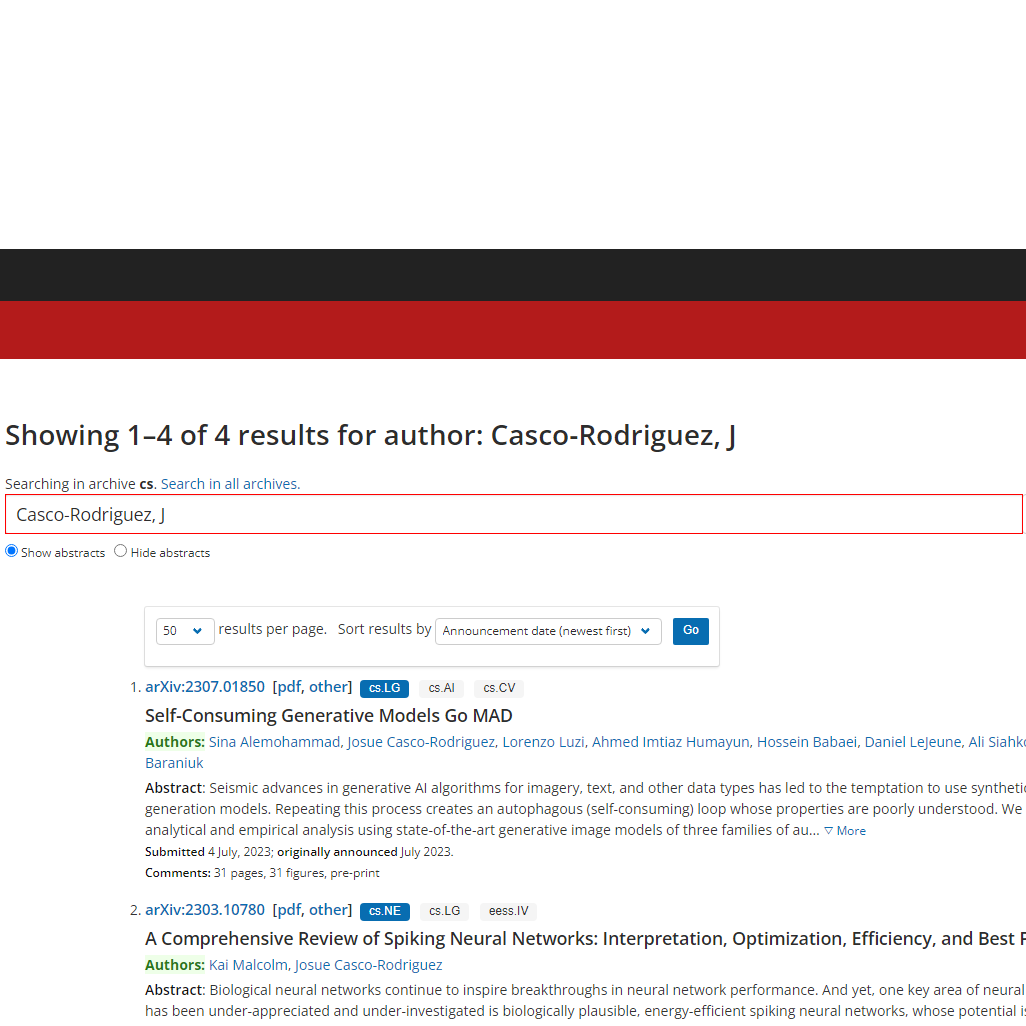 Showing 1–4 of 4 results for author: Casco-Rodriguez, J
Searching in archive cs. Search in all archives.
Casco-Rodriguez, J
Show abstracts Hide abstracts
50 results per page. Sort results by Announcement date (newest first) Go
1. arXiv:2307.01850 [pdf, other] cs.LG cs.AI cs.CV
Self-Consuming Generative Models Go MAD
Authors: Sina Alemohammad, Josue Casco-Rodriguez, Lorenzo Luzi, Ahmed Imtiaz Humayun, Hossein Babaei, Daniel LeJeune, Ali
Baraniuk
Abstract: Seismic advances in generative AI algorithms for imagery, text, and other data types has led to the temptation to use
generation models. Repeating this process creates an autophagous (self-consuming) loop whose properties are poorly understood. We
analytical and empirical analysis using state-of-the-art generative image models of three families of au… ▽ More
Submitted 4 July, 2023; originally announced July 2023.
Comments: 31 pages, 31 figures, pre-print
2. arXiv:2303.10780 [pdf, other] cs.NE cs.LG eess.IV
A Comprehensive Review of Spiking Neural Networks: Interpretation, Optimization, Efficiency, and Best
Authors: Kai Malcolm, Josue Casco-Rodriguez
Abstract: Biological neural networks continue to inspire breakthroughs in neural network performance. And yet, one key area of neural
has been under-appreciated and under-investigated is biologically plausible, energy-efficient spiking neural networks, whose potential